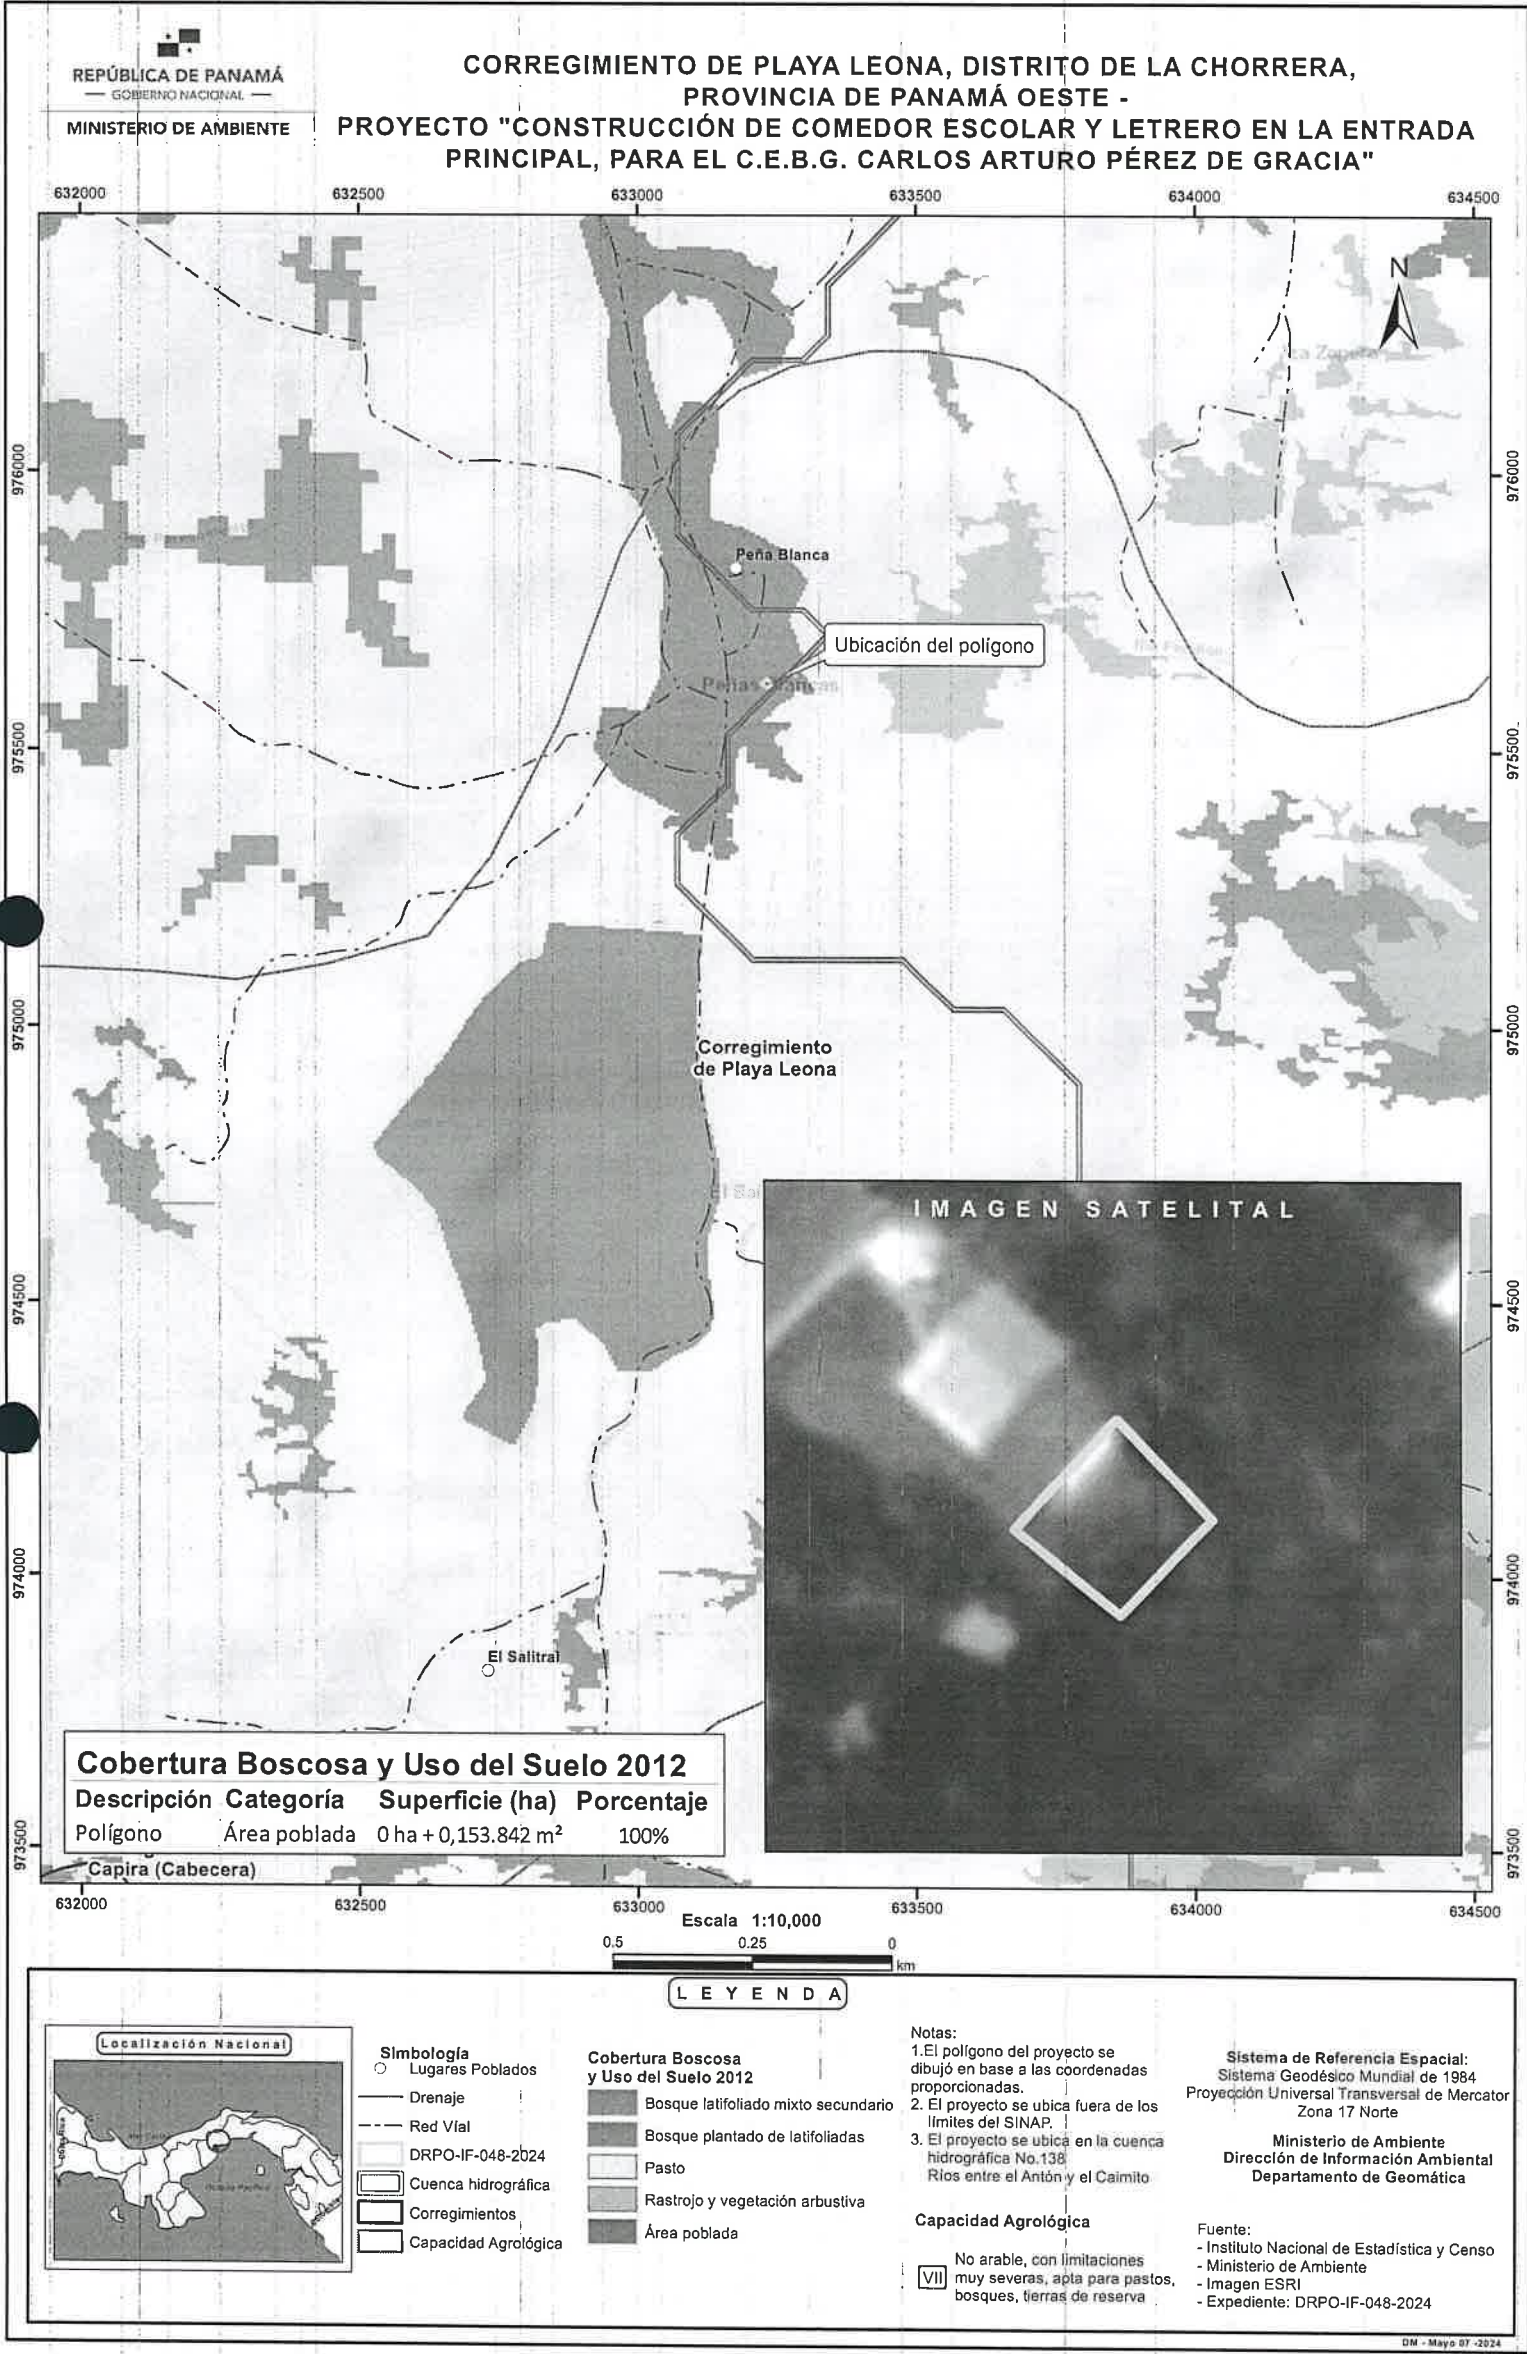 REPÚBLICA DE PANAMÁ
— GOBIERNO NACIONAL —
MINISTERIO DE AMBIENTE
CORREGIMIENTO DE PLAYA LEONA, DISTRITO DE LA CHORRERA,
PROVINCIA DE PANAMÁ OESTE -
PROYECTO "CONSTRUCCIÓN DE COMEDOR ESCOLAR Y LETRERO EN LA ENTRADA
PRINCIPAL, PARA EL C.E.B.G. CARLOS ARTURO PÉREZ DE GRACIA"
632000 632500 633000 633500 634000 634500
N
976000 976000
Peña Blanca
Ubicación del polígono
Peñas Blancas
975500 975500
975000 975000
Corregimiento
de Playa Leona
IMAGEN SATELITAL
974500 974500
974000 974000
El Salitral
Cobertura Boscosa y Uso del Suelo 2012
Descripción Categoría Superficie (ha) Porcentaje
Polígono Área poblada 0 ha + 0,153.842 m² 100%
973500 973500
Capira (Cabecera)
632000 632500 633000 633500 634000 634500
Escala 1:10,000
0.5 0.25 0
km
LEYENDA
Localización Nacional
Simbología
Lugares Poblados
Drenaje
Red Víal
DRPO-IF-048-2024
Cuenca hidrográfica
Corregimientos
Capacidad Agrológica
Cobertura Boscosa
y Uso del Suelo 2012
Bosque latifoliado mixto secundario
Bosque plantado de latifoliadas
Pasto
Rastrojo y vegetación arbustiva
Área poblada
Notas:
1.El polígono del proyecto se
dibujó en base a las coordenadas
proporcionadas.
2. El proyecto se ubica fuera de los
límites del SINAP.
3. El proyecto se ubica en la cuenca
hidrográfica No.138
Ríos entre el Antón y el Caimito
Capacidad Agrológica
VII
No arable, con limitaciones
muy severas, apta para pastos,
bosques, tierras de reserva
Sistema de Referencia Espacial:
Sistema Geodésico Mundial de 1984
Proyección Universal Transversal de Mercator
Zona 17 Norte
Ministerio de Ambiente
Dirección de Información Ambiental
Departamento de Geomática
Fuente:
- Instituto Nacional de Estadística y Censo
- Ministerio de Ambiente
- Imagen ESRI
- Expediente: DRPO-IF-048-2024
DM - Mayo 07 -2024